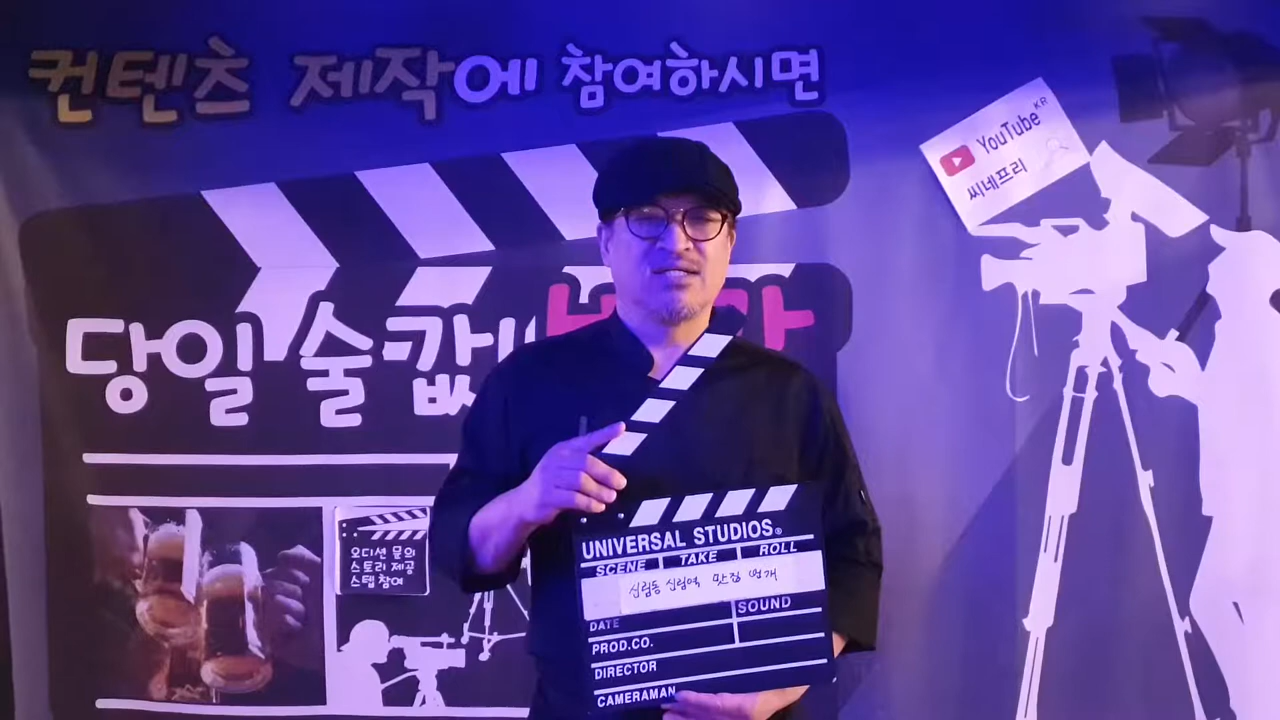 컨텐츠 제작에 참여하시면
당일 술값이
YouTube KR
씨네프리
오디션 문의
스토리 제공
스텝 참여
UNIVERSAL STUDIOS®
SCENE TAKE ROLL
신림동 신림역 맛집 번개
SOUND
DATE
PROD.CO.
DIRECTOR
CAMERAMAN